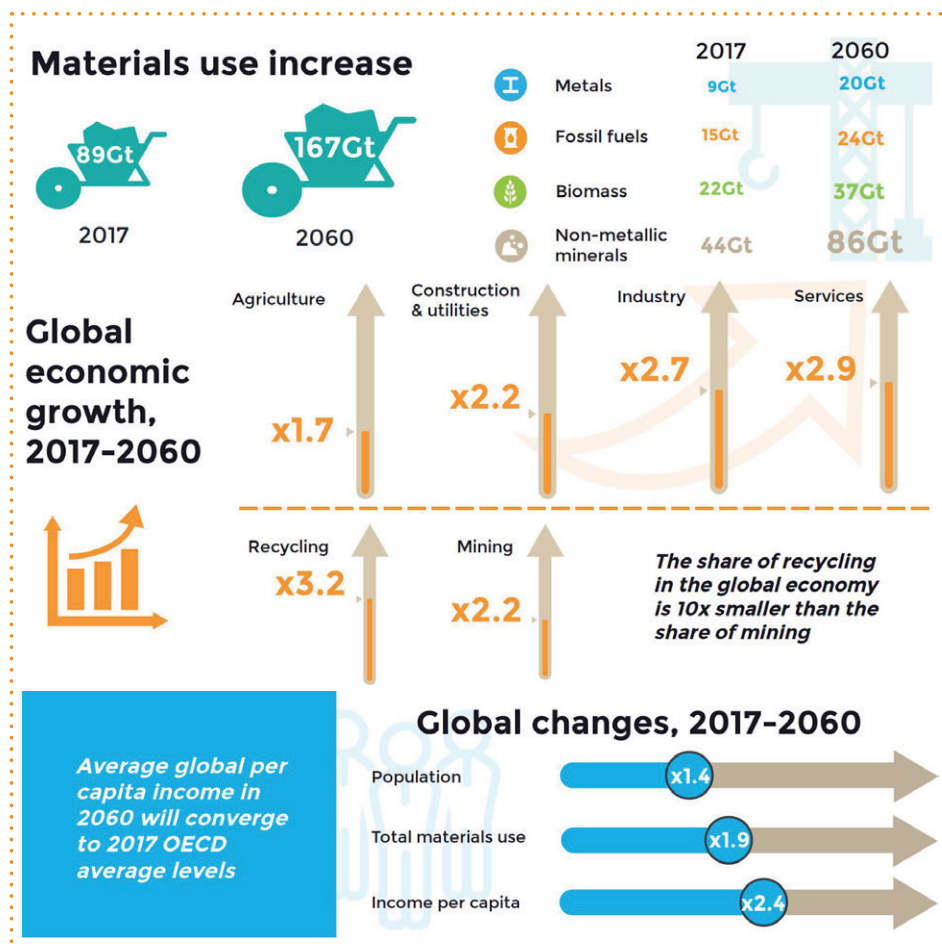 Materials use increase
89Gt
2017
167Gt
2060
2017 2060
Metals 9Gt 20Gt
Fossil fuels 15Gt 24Gt
Biomass 22Gt 37Gt
Non-metallic
minerals 44Gt 86Gt
Global
economic
growth,
2017-2060
Agriculture
x1.7
Construction
& utilities
x2.2
Industry
x2.7
Services
x2.9
Recycling
x3.2
Mining
x2.2
The share of recycling
in the global economy
is 10x smaller than the
share of mining
Average global per
capita income in
2060 will converge
to 2017 OECD
average levels
Global changes, 2017-2060
Population x1.4
Total materials use x1.9
Income per capita x2.4